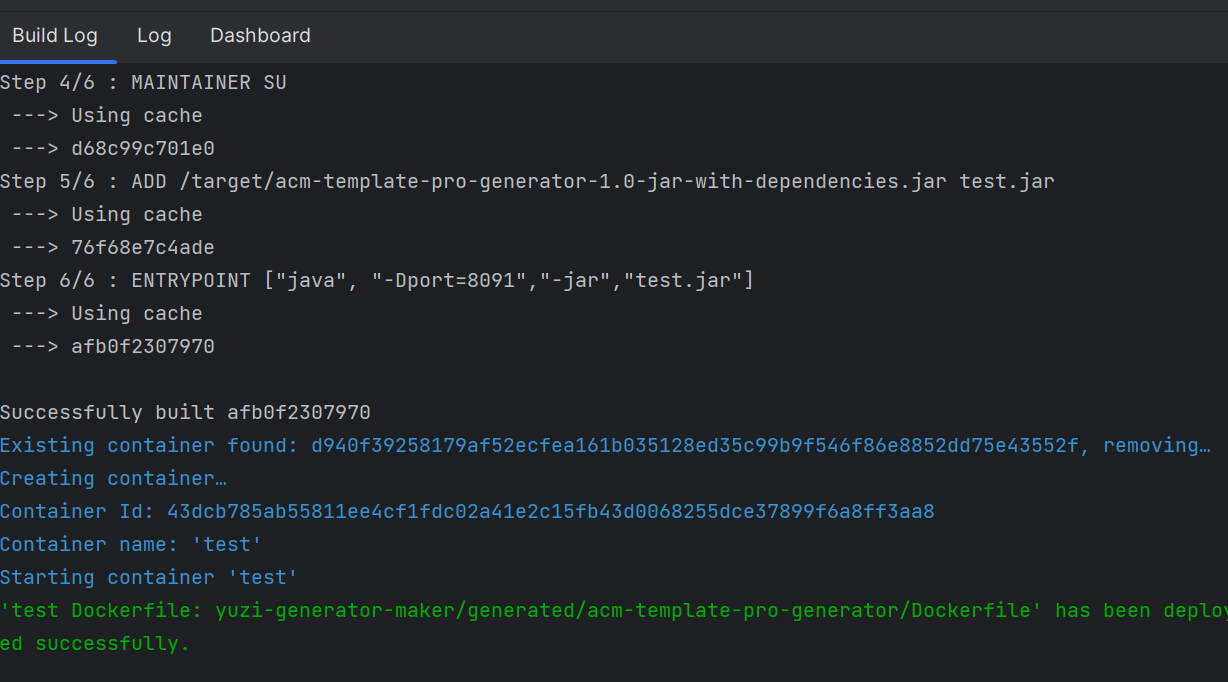 Build Log Log Dashboard
Step 4/6 : MAINTAINER SU
 ---> Using cache
 ---> d68c99c701e0
Step 5/6 : ADD /target/acm-template-pro-generator-1.0-jar-with-dependencies.jar test.jar
 ---> Using cache
 ---> 76f68e7c4ade
Step 6/6 : ENTRYPOINT ["java", "-Dport=8091","-jar","test.jar"]
 ---> Using cache
 ---> afb0f2307970
Successfully built afb0f2307970
Existing container found: d940f39258179af52ecfea161b035128ed35c99b9f546f86e8852dd75e43552f, removing…
Creating container…
Container Id: 43dcb785ab55811ee4cf1fdc02a41e2c15fb43d0068255dce37899f6a8ff3aa8
Container name: 'test'
Starting container 'test'
'test Dockerfile: yuzi-generator-maker/generated/acm-template-pro-generator/Dockerfile' has been deploy
ed successfully.